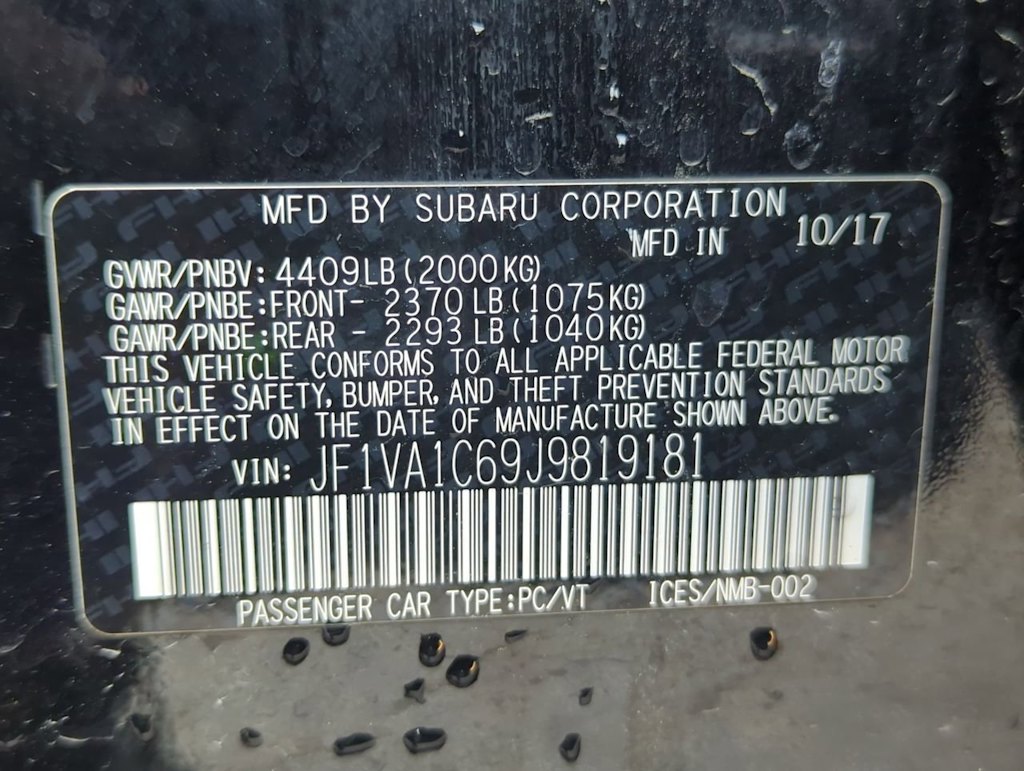 MFD BY SUBARU CORPORATION
MFD IN 10/17
GVWR/PNBV: 4409LB (2000KG)
GAWR/PNBE: FRONT- 2370 LB (1075KG)
GAWR/PNBE: REAR - 2293 LB (1040KG)
THIS VEHICLE CONFORMS TO ALL APPLICABLE FEDERAL MOTOR
VEHICLE SAFETY, BUMPER, AND THEFT PREVENTION STANDARDS
IN EFFECT ON THE DATE OF MANUFACTURE SHOWN ABOVE.
VIN: JF1VA1C69J9819181
PASSENGER CAR TYPE: PC/VT ICES/NMB-002